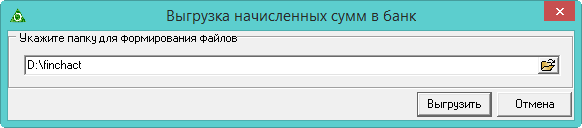 Выгрузка начисленных сумм в банк
Укажите папку для формирования файлов
D:\finchact
Выгрузить
Отмена